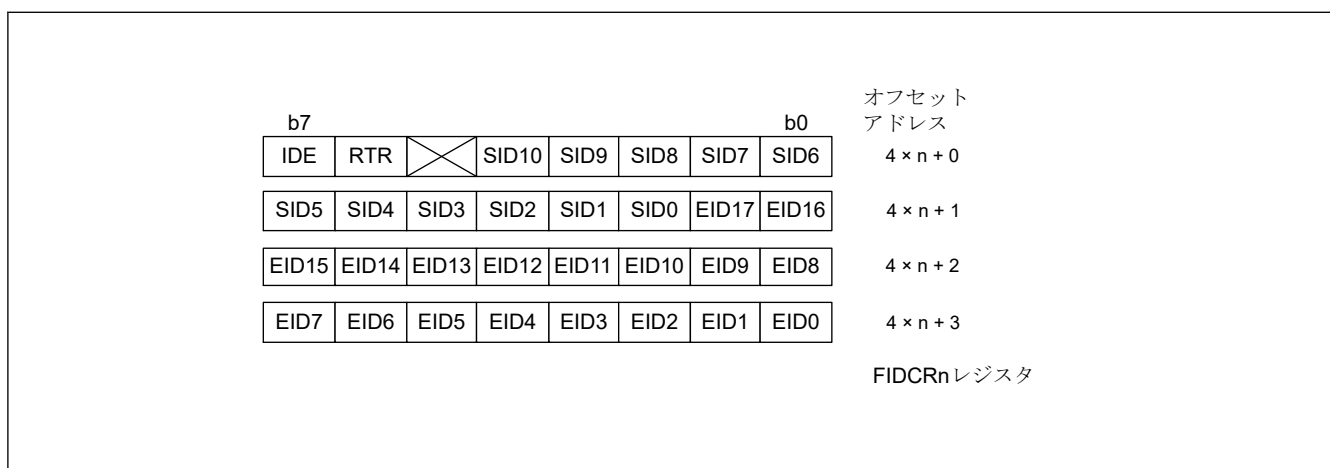 オフセット
b7 b0 アドレス
IDE RTR SID10 SID9 SID8 SID7 SID6 4 × n + 0
SID5 SID4 SID3 SID2 SID1 SID0 EID17 EID16 4 × n + 1
EID15 EID14 EID13 EID12 EID11 EID10 EID9 EID8 4 × n + 2
EID7 EID6 EID5 EID4 EID3 EID2 EID1 EID0 4 × n + 3
FIDCRnレジスタ